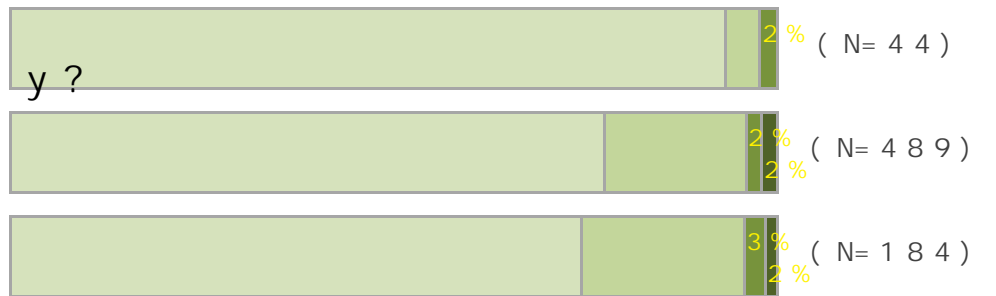 2 % ( N= 4 4 )
y ?
2 % ( N= 4 8 9 )
2 %
3 % ( N= 1 8 4 )
2 %